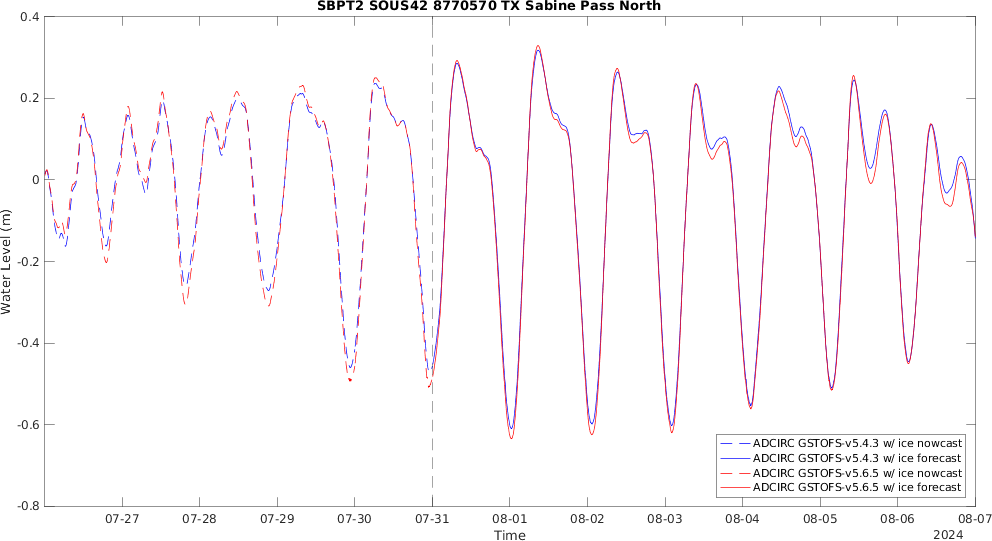 SBPT2 SOUS42 8770570 TX Sabine Pass North
0.4
0.2
0
-0.2
-0.4
-0.6
-0.8
Water Level (m)
07-27 07-28 07-29 07-30 07-31 08-01 08-02 08-03 08-04 08-05 08-06 08-07
Time
2024
ADCIRC GSTOFS-v5.4.3 w/ ice nowcast
ADCIRC GSTOFS-v5.4.3 w/ ice forecast
ADCIRC GSTOFS-v5.6.5 w/ ice nowcast
ADCIRC GSTOFS-v5.6.5 w/ ice forecast